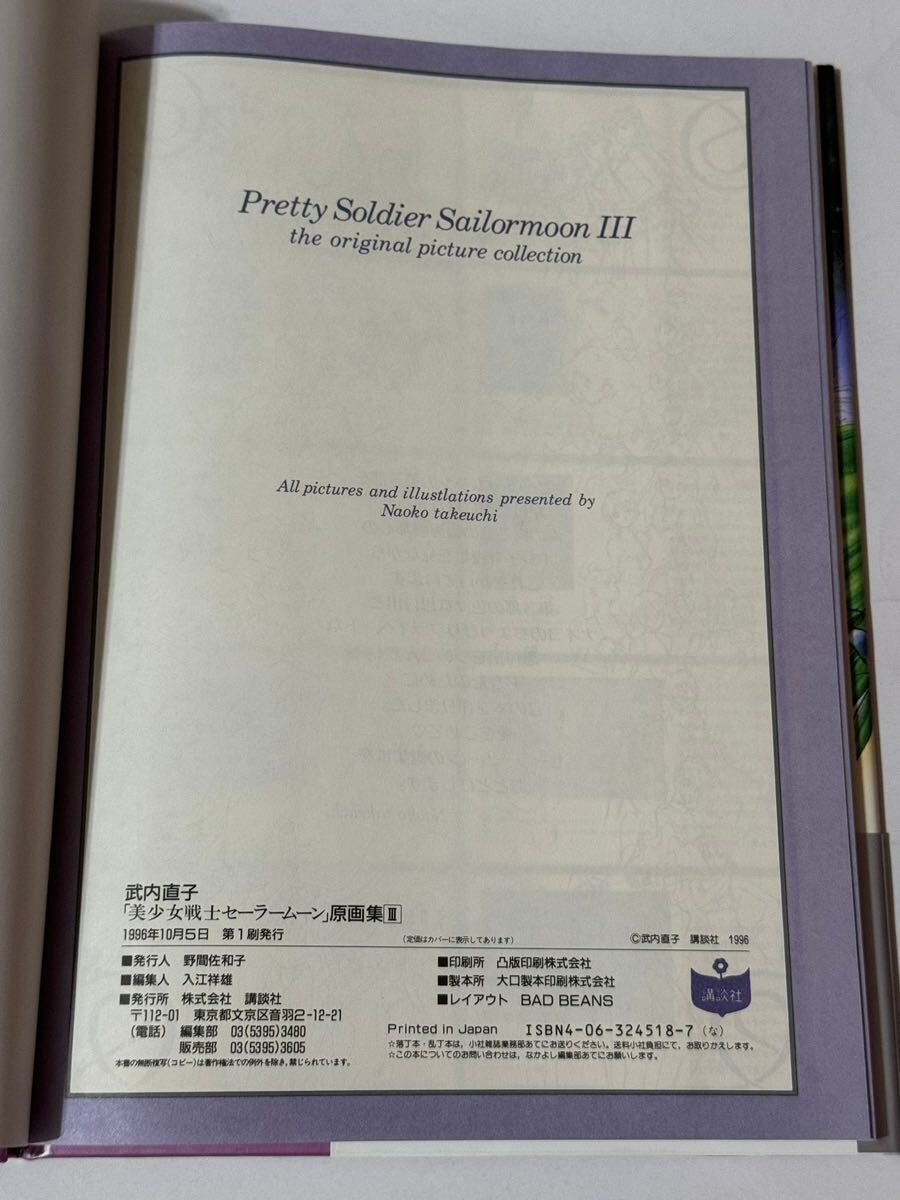 Pretty Soldier Sailormoon III
the original picture collection
All pictures and illustlations presented by
Naoko takeuchi
武内直子
「美少女戦士セーラームーン」原画集Ⅲ
1996年10月5日　第1刷発行
(定価はカバーに表示してあります)
©武内直子　講談社　1996
■発行人　野間佐和子
■編集人　入江祥雄
■発行所　株式会社　講談社
〒112-01　東京都文京区音羽2-12-21
(電話)　編集部　03(5395)3480
販売部　03(5395)3605
本書の無断複写(コピー)は著作権法での例外を除き,禁じられています。
■印刷所　凸版印刷株式会社
■製本所　大口製本印刷株式会社
■レイアウト　BAD BEANS
講談社
Printed in Japan　ISBN4-06-324518-7 (な)
☆落丁本・乱丁本は,小社雑誌業務部あてにお送りください。送料小社負担にて,お取りかえします。
☆この本についてのお問い合わせは,なかよし編集部あてにお願いします。